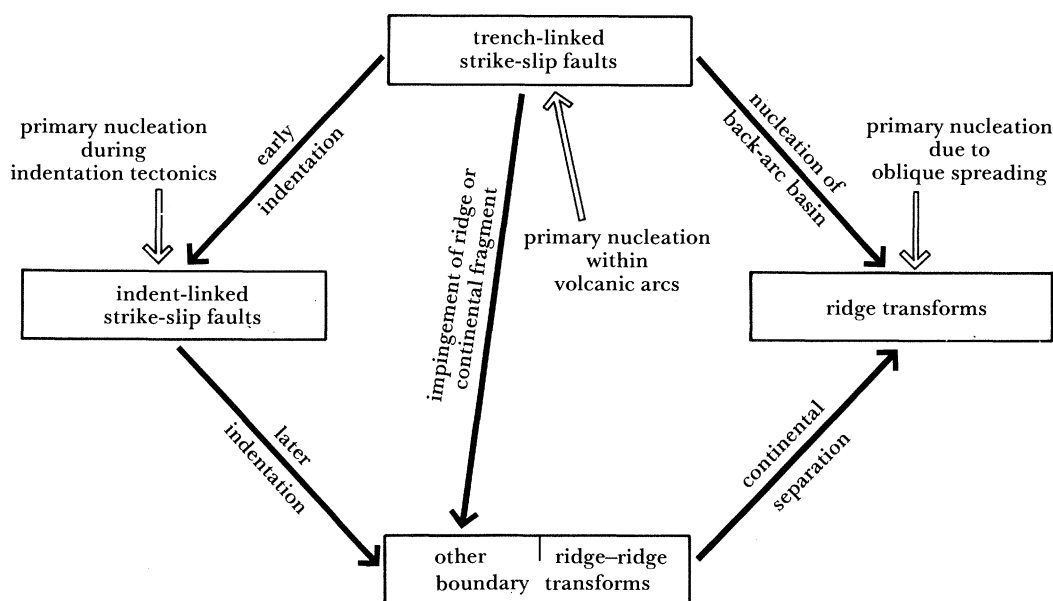 trench-linked
strike-slip faults
primary nucleation
during
indentation tectonics
early
indentation
nucleation of
back-arc basin
primary nucleation
due to
oblique spreading
impingement of ridge or
continental fragment
primary nucleation
within
volcanic arcs
indent-linked
strike-slip faults
ridge transforms
later
indentation
continental
separation
other
boundary
ridge–ridge
transforms